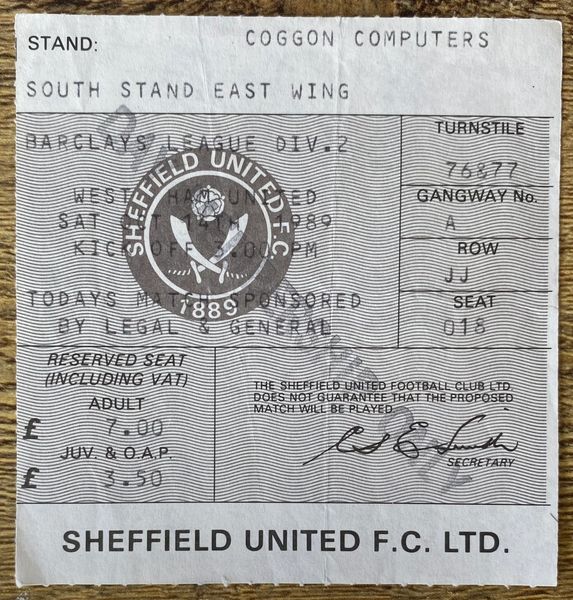 STAND: COGGON COMPUTERS
SOUTH STAND EAST WING
BARCLAYS LEAGUE DIV.2
WEST HAM UNITED
SAT 14TH 1989
KICK OFF 3.00 PM
TODAYS MATCH SPONSORED
BY LEGAL & GENERAL
SHEFFIELD UNITED F.C.
1889
TURNSTILE
76877
GANGWAY No.
A
ROW
JJ
SEAT
018
RESERVED SEAT
(INCLUDING VAT)
ADULT
£ 7.00
JUV. & O.A.P.
£ 3.50
THE SHEFFIELD UNITED FOOTBALL CLUB LTD.
DOES NOT GUARANTEE THAT THE PROPOSED
MATCH WILL BE PLAYED
SECRETARY
ONLY
SHEFFIELD UNITED F.C. LTD.